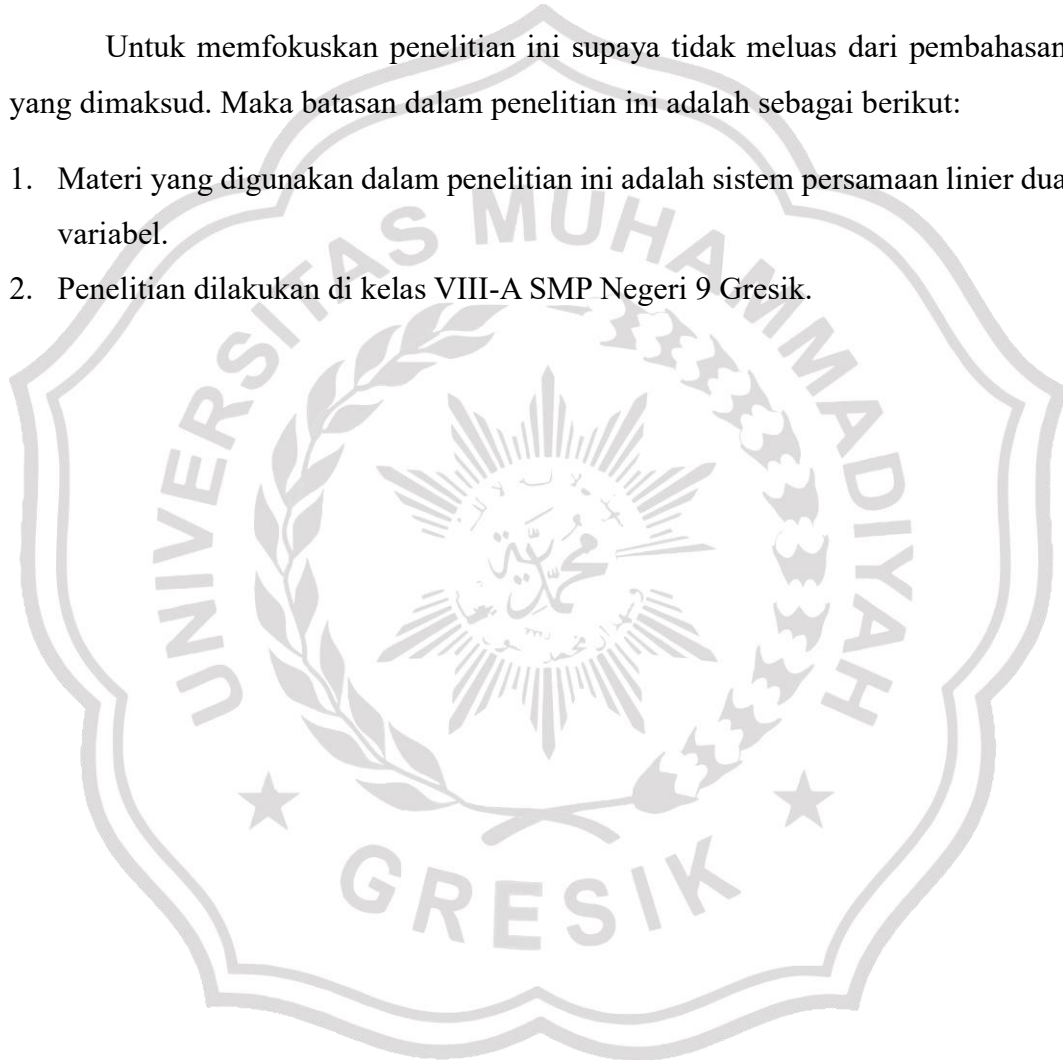 Untuk memfokuskan penelitian ini supaya tidak meluas dari pembahasan
yang dimaksud. Maka batasan dalam penelitian ini adalah sebagai berikut:
1. Materi yang digunakan dalam penelitian ini adalah sistem persamaan linier dua
variabel.
2. Penelitian dilakukan di kelas VIII-A SMP Negeri 9 Gresik.
UNIVERSITAS MUHAMMADIYAH
محمد
GRESIK